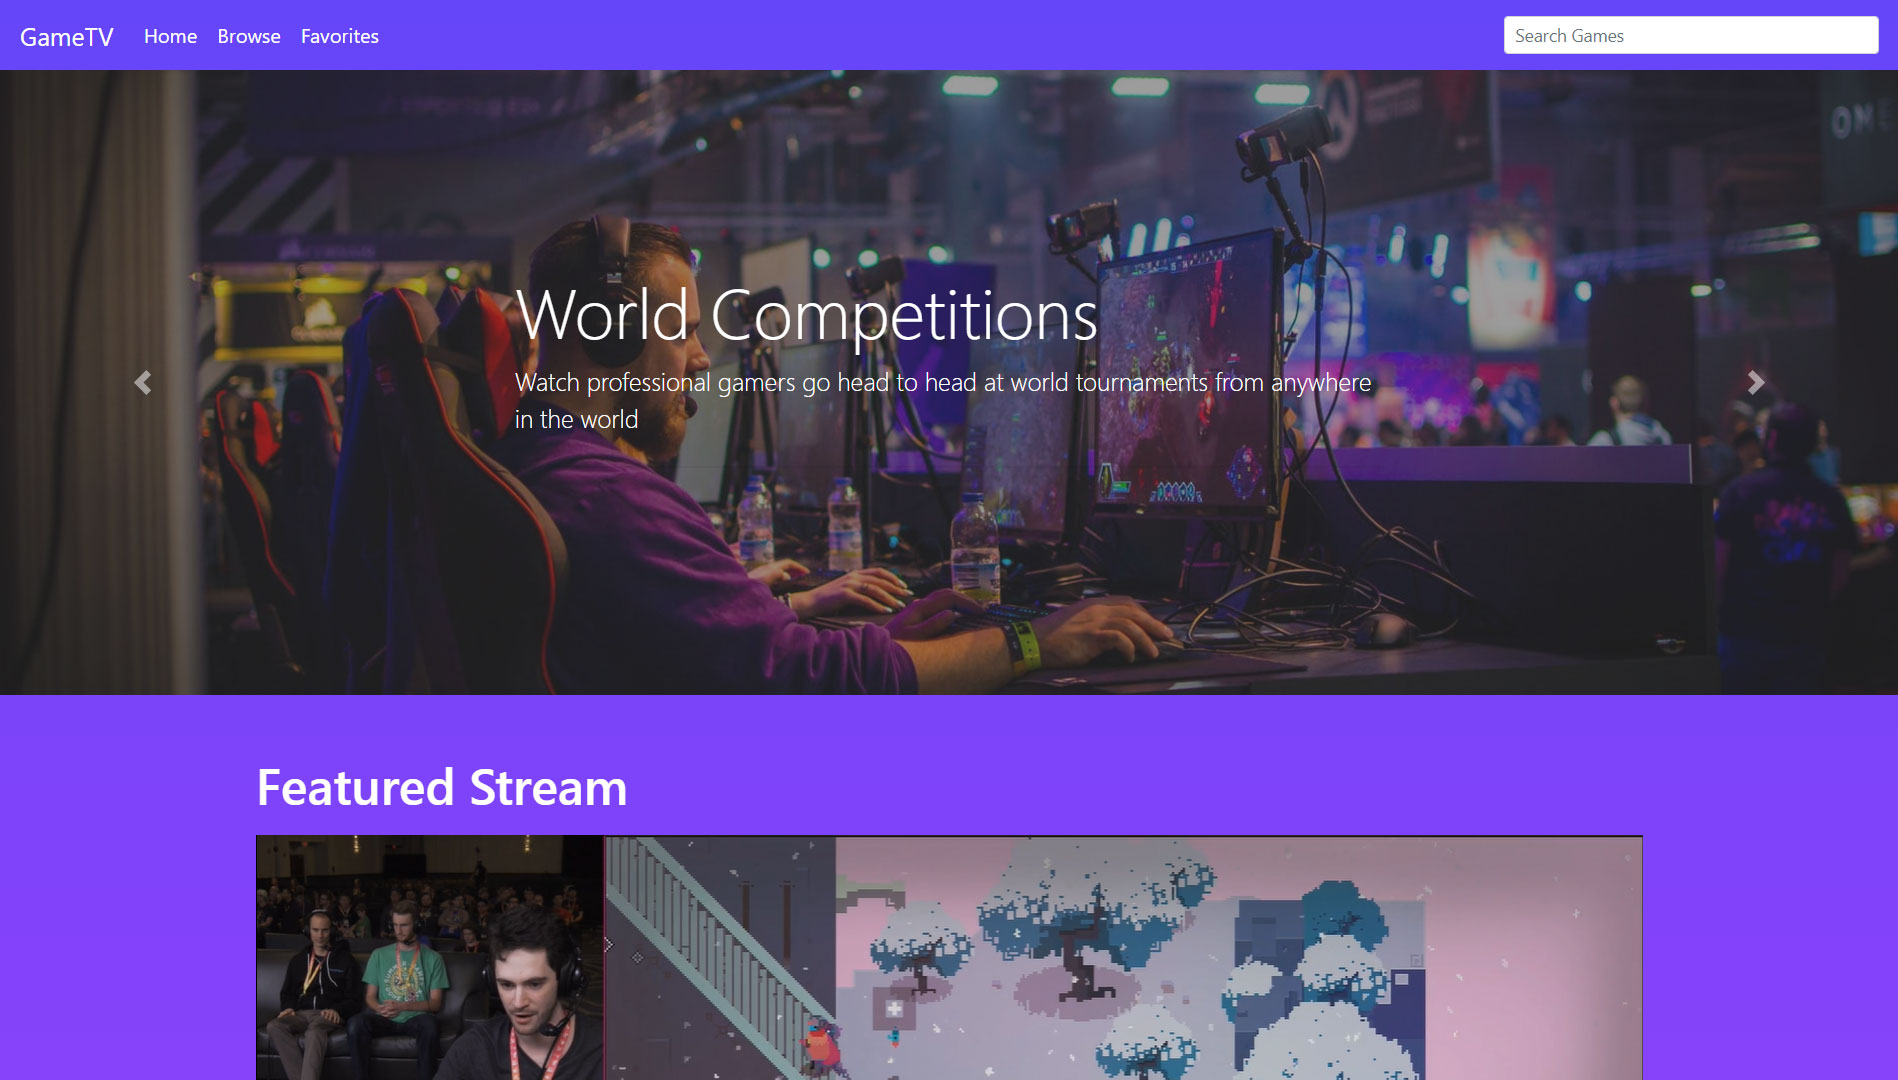 GameTV Home Browse Favorites Search Games
OM
World Competitions
Watch professional gamers go head to head at world tournaments from anywhere
in the world
Featured Stream